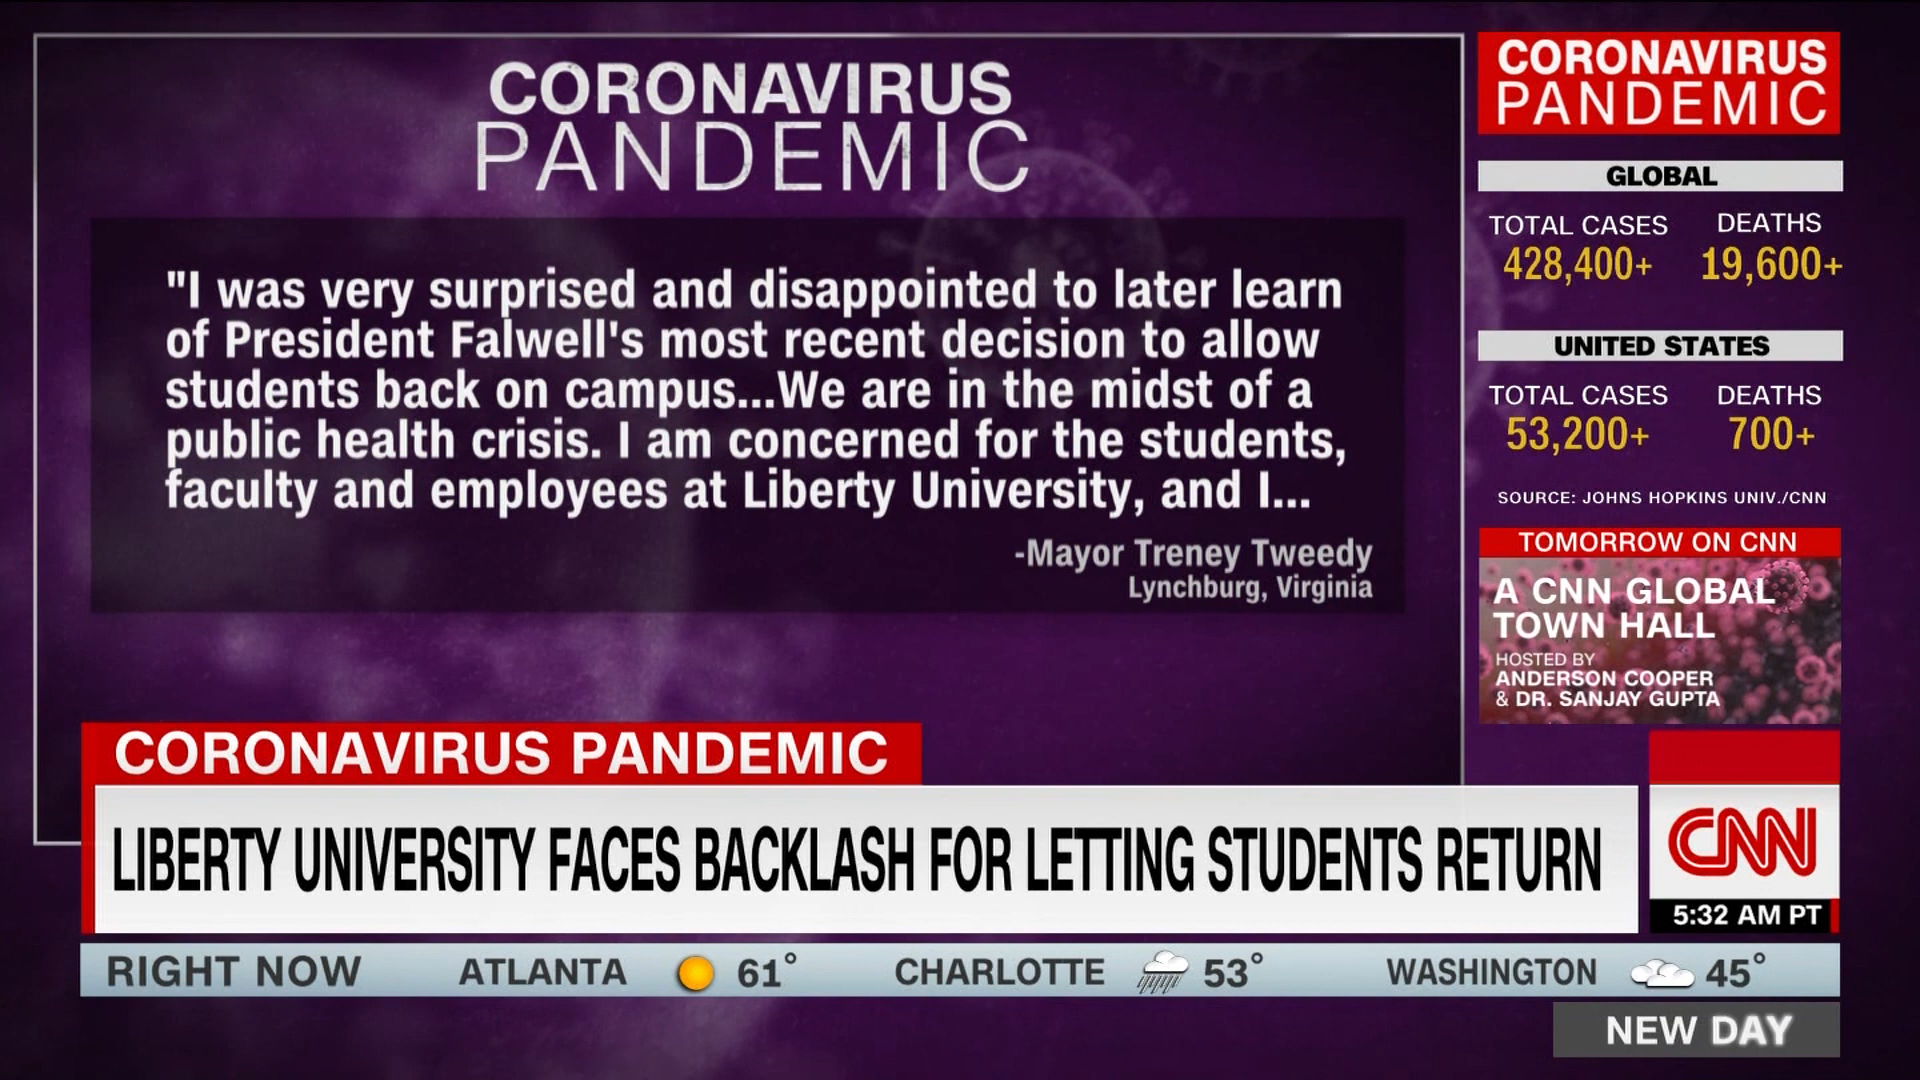 CORONAVIRUS
PANDEMIC
"I was very surprised and disappointed to later learn
of President Falwell's most recent decision to allow
students back on campus...We are in the midst of a
public health crisis. I am concerned for the students,
faculty and employees at Liberty University, and I...
-Mayor Treney Tweedy
Lynchburg, Virginia
CORONAVIRUS
PANDEMIC
GLOBAL
TOTAL CASES DEATHS
428,400+ 19,600+
UNITED STATES
TOTAL CASES DEATHS
53,200+ 700+
SOURCE: JOHNS HOPKINS UNIV./CNN
TOMORROW ON CNN
A CNN GLOBAL
TOWN HALL
HOSTED BY
ANDERSON COOPER
& DR. SANJAY GUPTA
CORONAVIRUS PANDEMIC
LIBERTY UNIVERSITY FACES BACKLASH FOR LETTING STUDENTS RETURN
CNN
5:32 AM PT
RIGHT NOW ATLANTA 61° CHARLOTTE 53° WASHINGTON 45°
NEW DAY